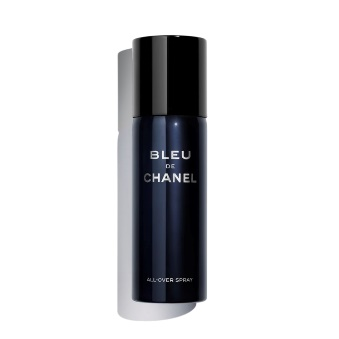 BLEU
DE
CHANEL
ALL-OVER SPRAY